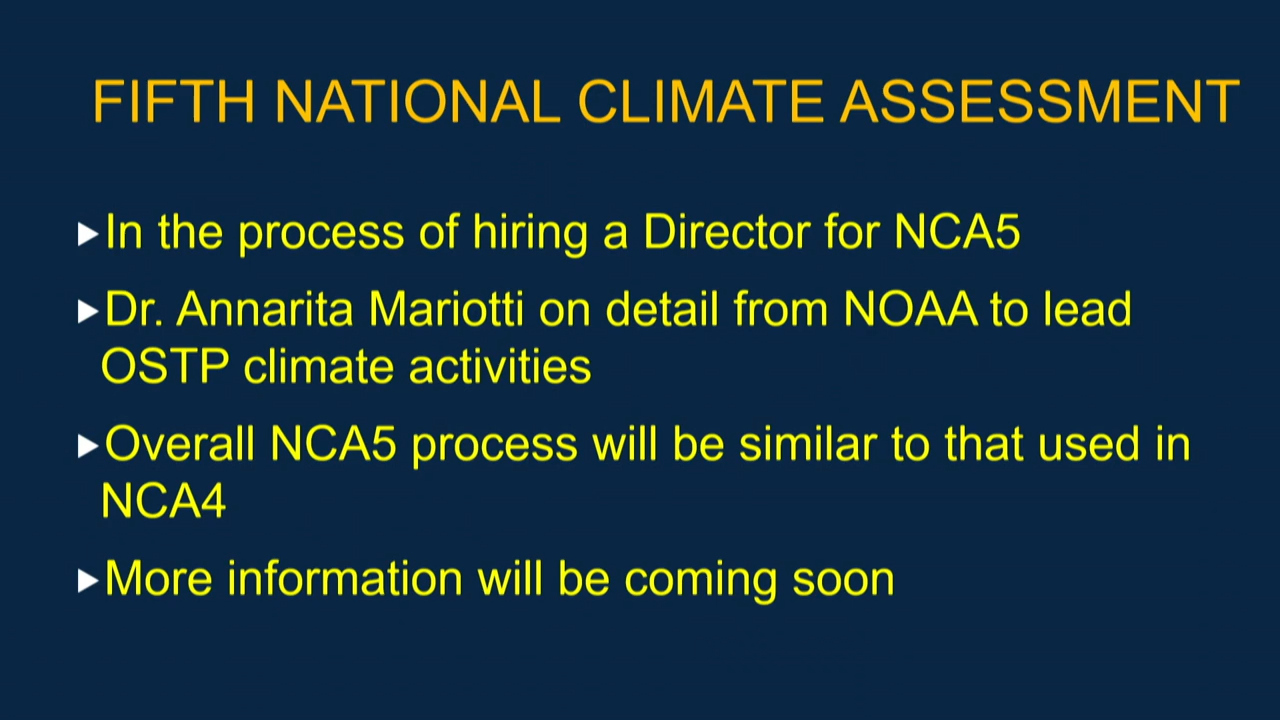 FIFTH NATIONAL CLIMATE ASSESSMENT
In the process of hiring a Director for NCA5
Dr. Annarita Mariotti on detail from NOAA to lead
OSTP climate activities
Overall NCA5 process will be similar to that used in
NCA4
More information will be coming soon